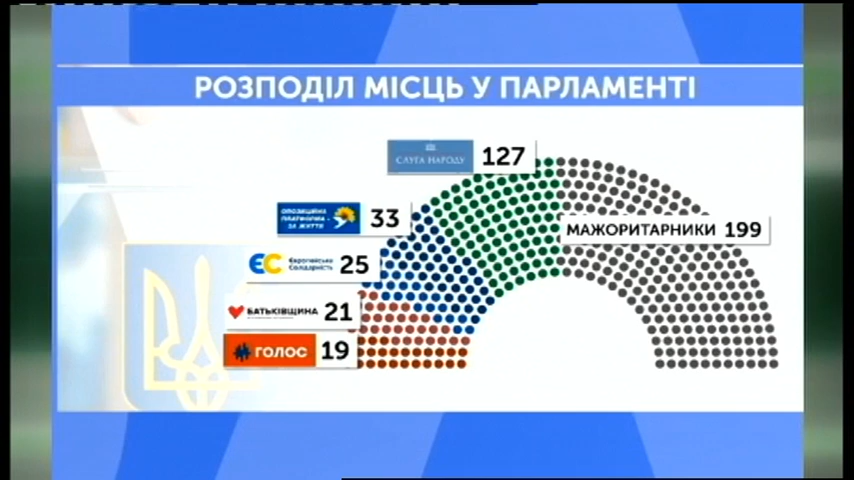 РОЗПОДІЛ МІСЦЬ У ПАРЛАМЕНТІ
СЛУГА НАРОДУ 127
ОПОЗИЦІЙНА
ПЛАТФОРМА -
ЗА ЖИТТЯ 33
МАЖОРИТАРНИКИ 199
ЄС Європейська
Солідарність 25
БАТЬКІВЩИНА 21
ГОЛОС 19